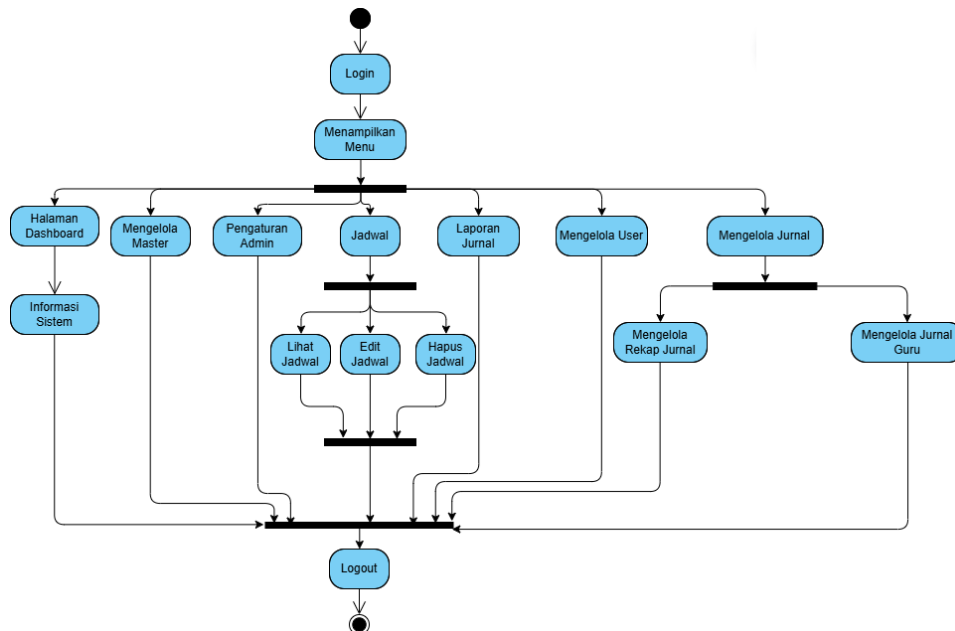 Login
Menampilkan
Menu
Halaman
Dashboard
Mengelola
Master
Pengaturan
Admin
Jadwal
Laporan
Jurnal
Mengelola User
Mengelola Jurnal
Informasi
Sistem
Lihat
Jadwal
Edit
Jadwal
Hapus
Jadwal
Mengelola
Rekap Jurnal
Mengelola Jurnal
Guru
Logout